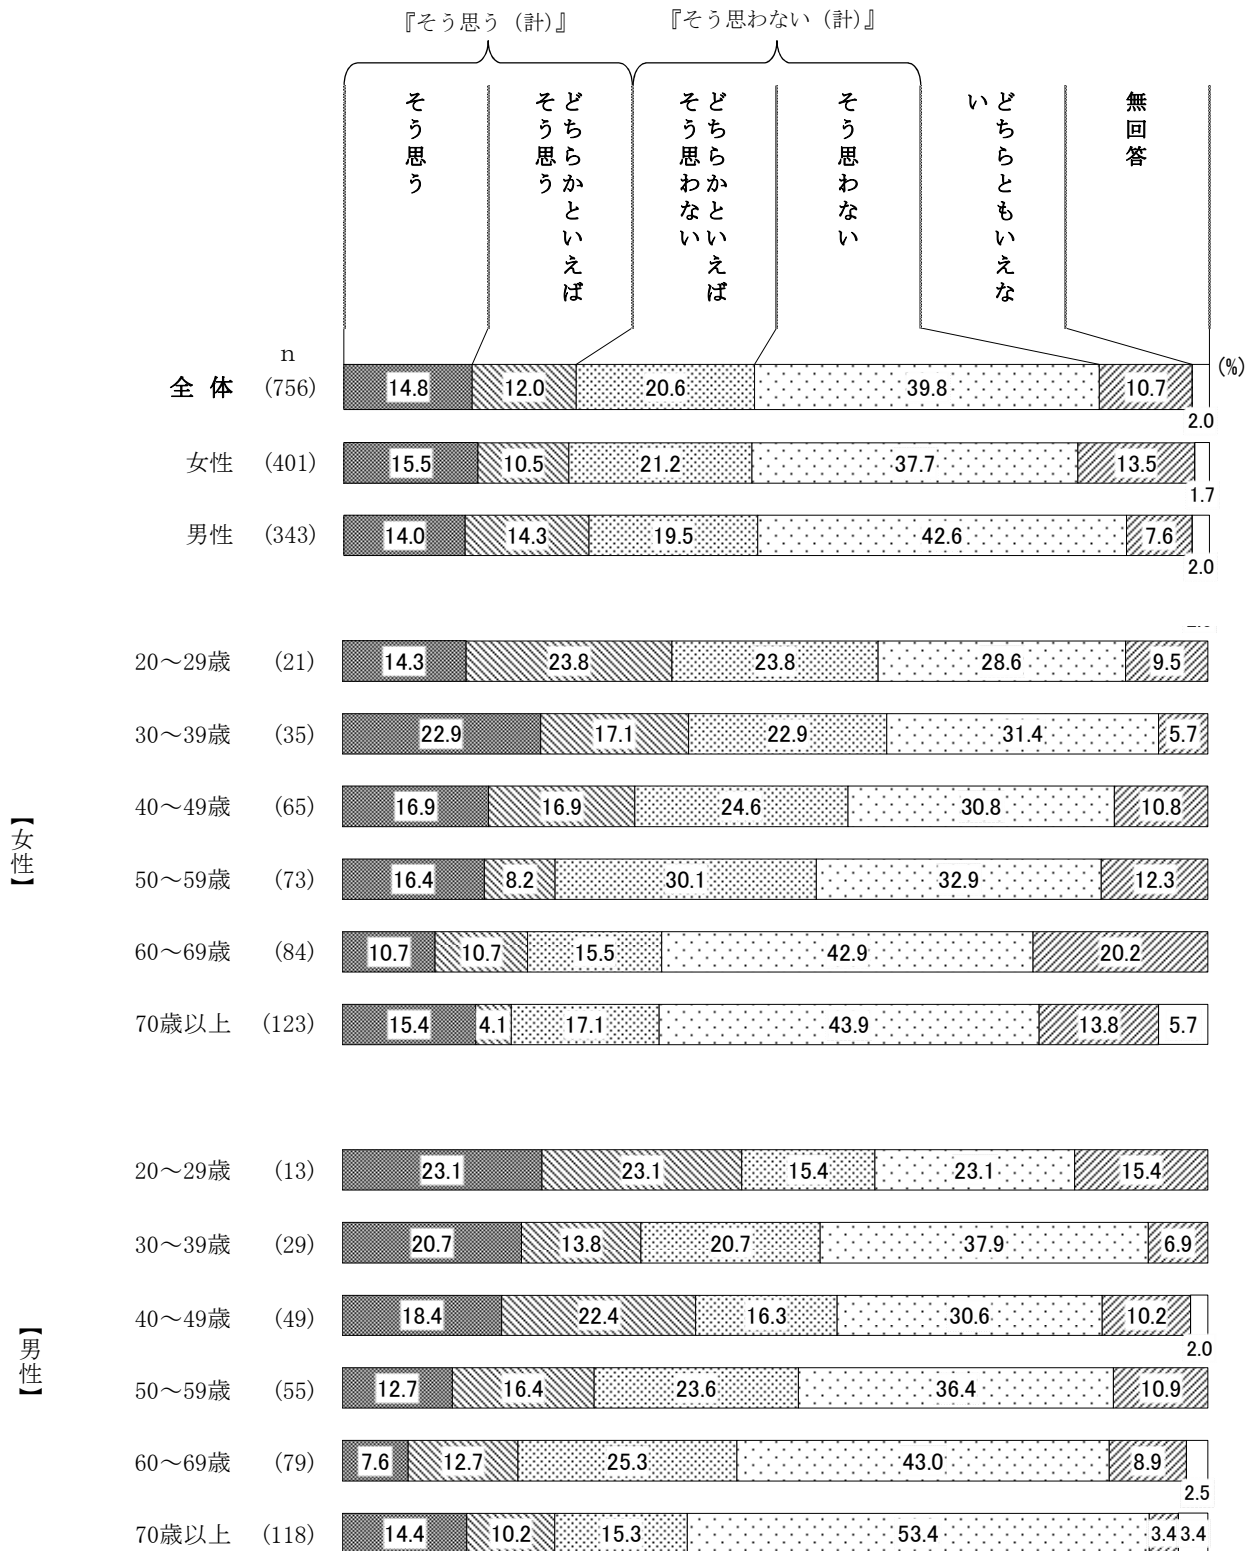 『そう思う（計）』　『そう思わない（計）』
そう思う
どちらかといえば
そう思う
どちらかといえば
そう思わない
そう思わない
どちらともいえな
い
無回答
n
(%)
全 体 (756) 14.8 12.0 20.6 39.8 10.7 2.0
女性 (401) 15.5 10.5 21.2 37.7 13.5 1.7
男性 (343) 14.0 14.3 19.5 42.6 7.6 2.0
【女性】
20～29歳 (21) 14.3 23.8 23.8 28.6 9.5
30～39歳 (35) 22.9 17.1 22.9 31.4 5.7
40～49歳 (65) 16.9 16.9 24.6 30.8 10.8
50～59歳 (73) 16.4 8.2 30.1 32.9 12.3
60～69歳 (84) 10.7 10.7 15.5 42.9 20.2
70歳以上 (123) 15.4 4.1 17.1 43.9 13.8 5.7
【男性】
20～29歳 (13) 23.1 23.1 15.4 23.1 15.4
30～39歳 (29) 20.7 13.8 20.7 37.9 6.9
40～49歳 (49) 18.4 22.4 16.3 30.6 10.2 2.0
50～59歳 (55) 12.7 16.4 23.6 36.4 10.9
60～69歳 (79) 7.6 12.7 25.3 43.0 8.9 2.5
70歳以上 (118) 14.4 10.2 15.3 53.4 3.4 3.4